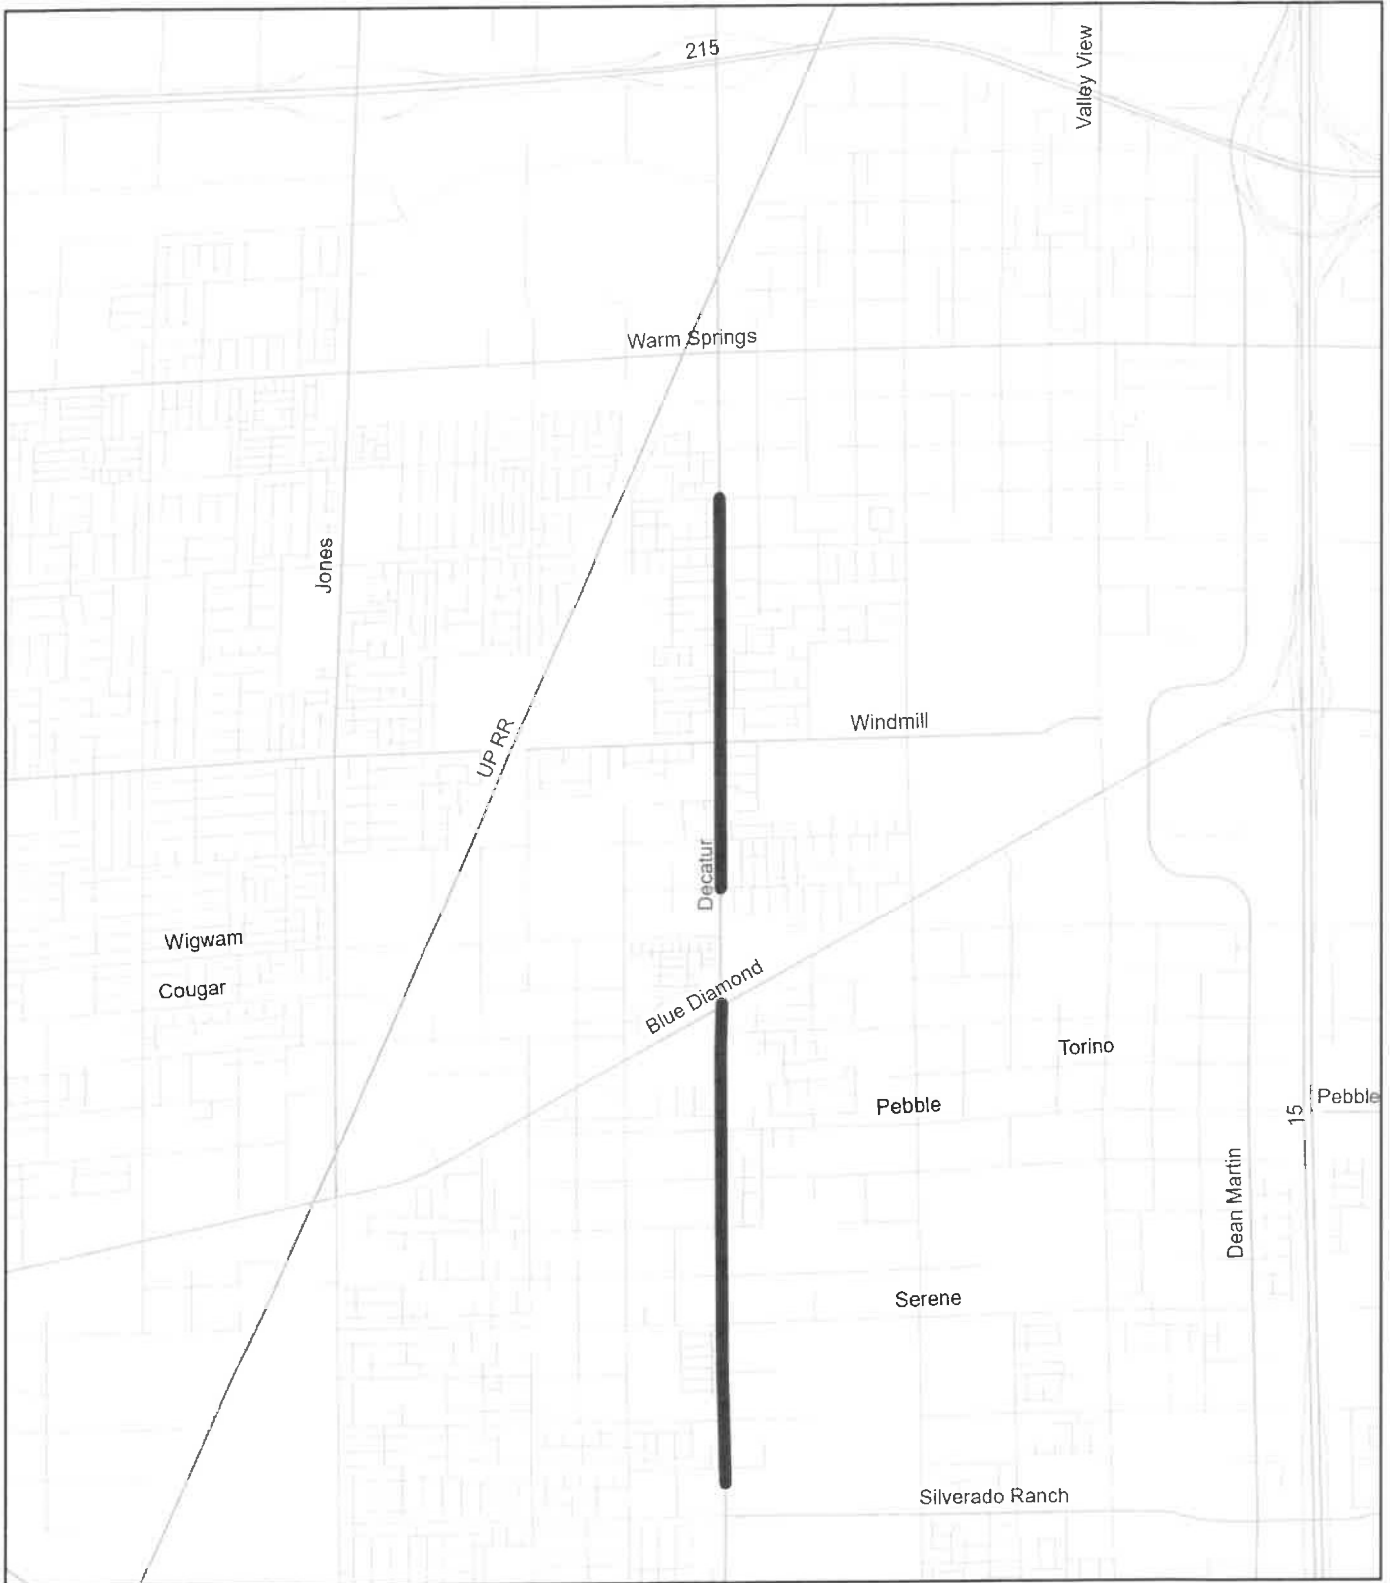 215
Valley View
Warm Springs
Jones
UP RR
Windmill
Decatur
Wigwam
Cougar
Blue Diamond
Torino
Pebble
Pebble
15
Dean Martin
Serene
Silverado Ranch